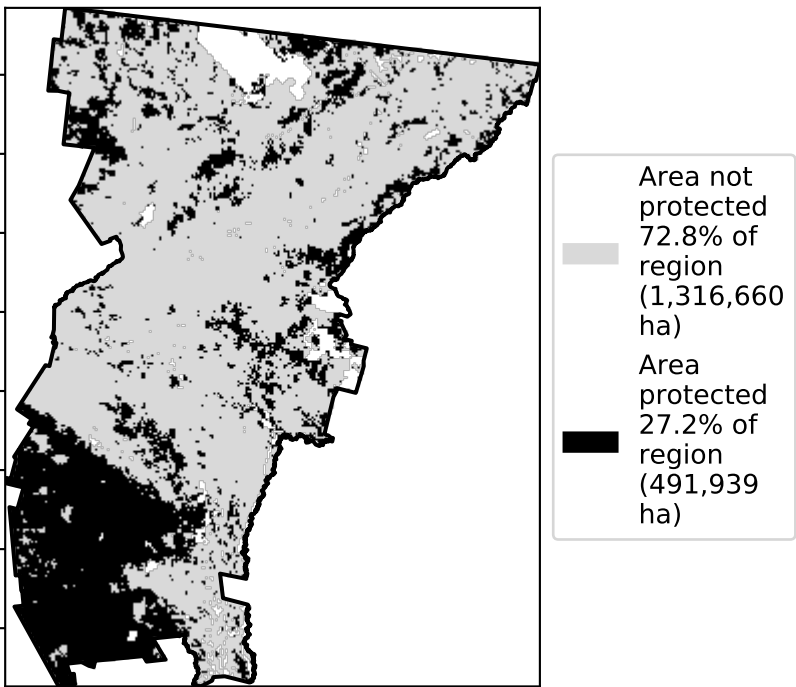 Area not
protected
72.8% of
region
(1,316,660
ha)
Area
protected
27.2% of
region
(491,939
ha)